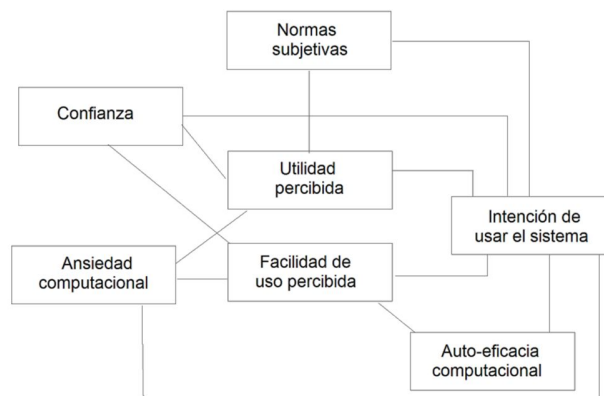 Normas
subjetivas
Confianza
Utilidad
percibida
Intención de
usar el sistema
Ansiedad
computacional
Facilidad de
uso percibida
Auto-eficacia
computacional